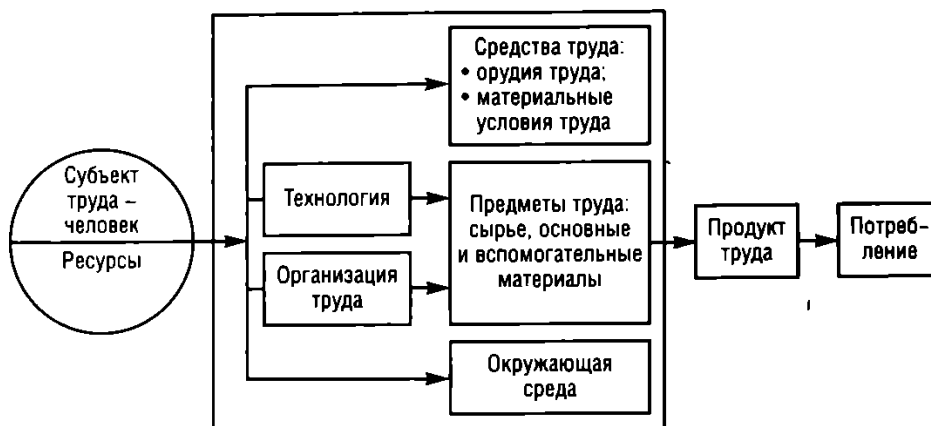 Субъект
труда –
человек
Ресурсы
Средства труда:
• орудия труда;
• материальные
условия труда
Технология
Организация
труда
Предметы труда:
сырье, основные
и вспомогательные
материалы
Окружающая
среда
Продукт
труда
Потреб-
ление